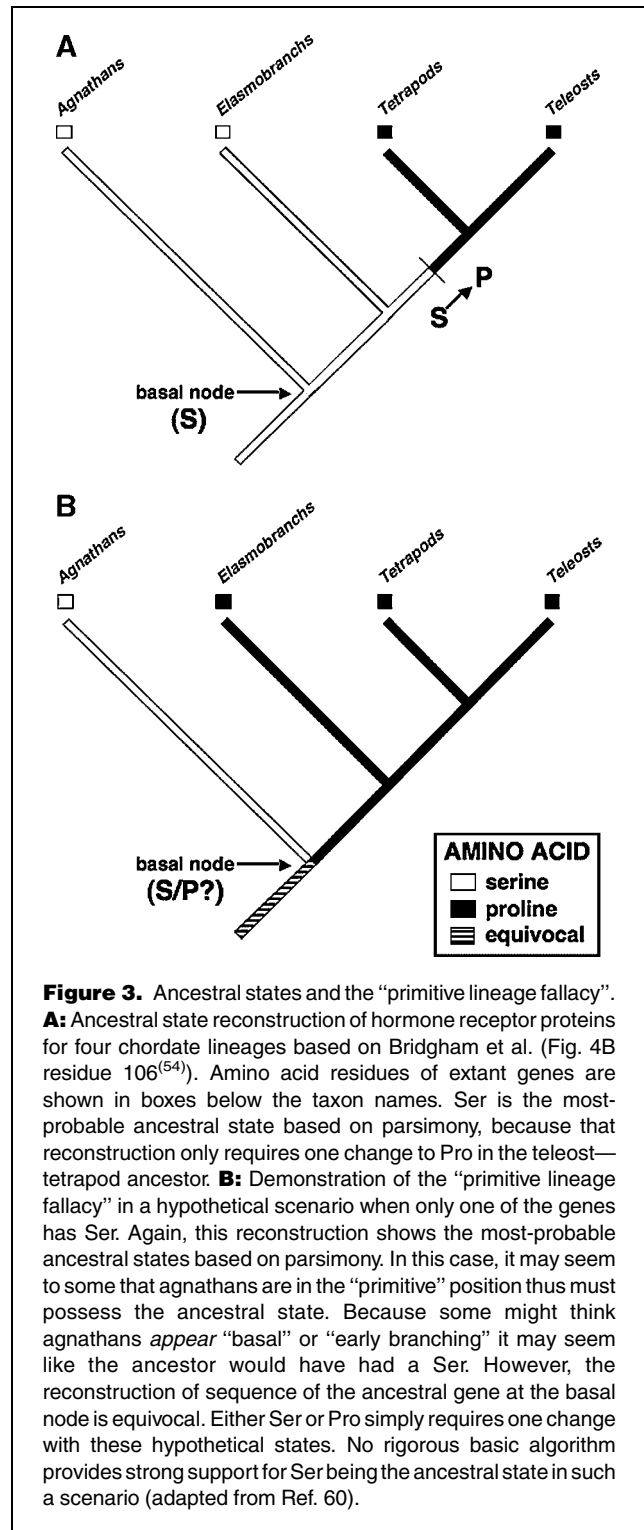 A
Agnathans
Elasmobranchs
Tetrapods
Teleosts
P
S
basal node
(S)
B
Agnathans
Elasmobranchs
Tetrapods
Teleosts
basal node
(S/P?)
AMINO ACID
serine
proline
equivocal
Figure 3. Ancestral states and the "primitive lineage fallacy".
A: Ancestral state reconstruction of hormone receptor proteins
for four chordate lineages based on Bridgham et al. (Fig. 4B
residue 106(54)). Amino acid residues of extant genes are
shown in boxes below the taxon names. Ser is the most-
probable ancestral state based on parsimony, because that
reconstruction only requires one change to Pro in the teleost—
tetrapod ancestor. B: Demonstration of the "primitive lineage
fallacy" in a hypothetical scenario when only one of the genes
has Ser. Again, this reconstruction shows the most-probable
ancestral states based on parsimony. In this case, it may seem
to some that agnathans are in the "primitive" position thus must
possess the ancestral state. Because some might think
agnathans appear "basal" or "early branching" it may seem
like the ancestor would have had a Ser. However, the
reconstruction of sequence of the ancestral gene at the basal
node is equivocal. Either Ser or Pro simply requires one change
with these hypothetical states. No rigorous basic algorithm
provides strong support for Ser being the ancestral state in such
a scenario (adapted from Ref. 60).